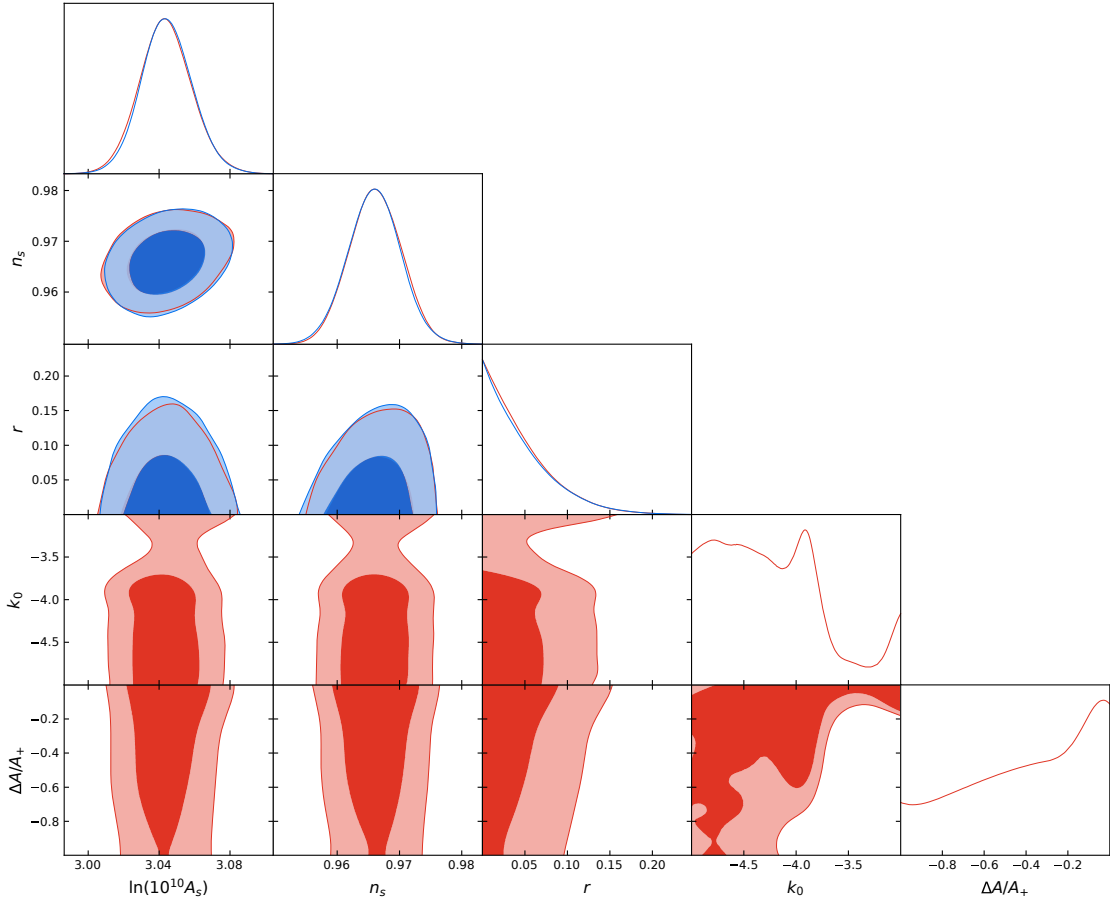 0.98
0.97
0.96
n_s
0.20
0.15
0.10
0.05
r
−3.5
−4.0
−4.5
k_0
−0.2
−0.4
−0.6
−0.8
ΔA/A_+
3.00 3.04 3.08
ln(10^{10}A_s)
0.96 0.97 0.98
n_s
0.05 0.10 0.15 0.20
r
−4.5 −4.0 −3.5
k_0
−0.8 −0.6 −0.4 −0.2
ΔA/A_+